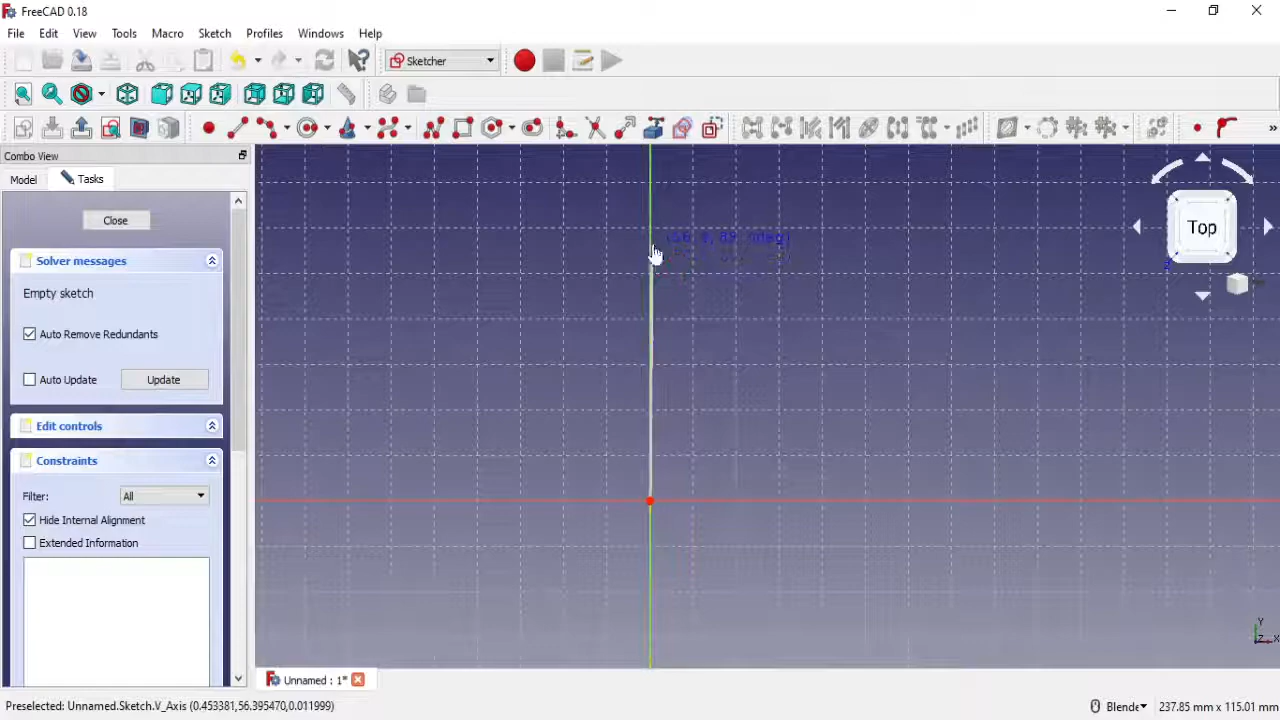 FreeCAD 0.18
File Edit View Tools Macro Sketch Profiles Windows Help
Sketcher
»
Combo View
Model Tasks
Close
Solver messages
Empty sketch
Auto Remove Redundants
Auto Update Update
Edit controls
Constraints
Filter: All
Hide Internal Alignment
Extended Information
Top
Y
Z X
Unnamed : 1*
Preselected: Unnamed.Sketch.V_Axis (0.453381,56.395470,0.011999)
Blende 237.85 mm x 115.01 mm